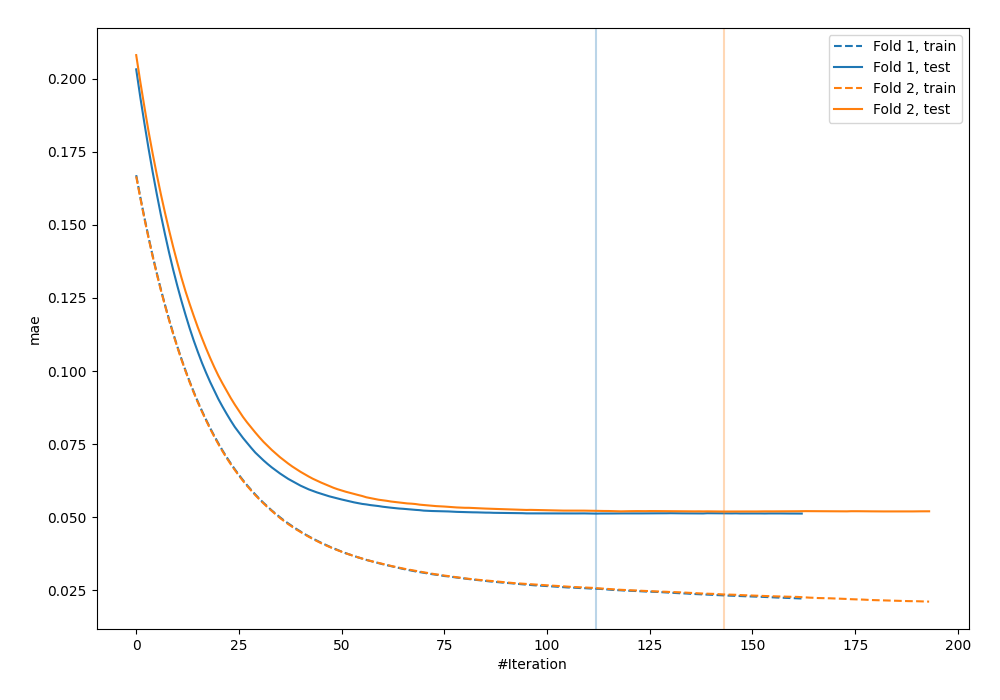 Fold 1, train
Fold 1, test
Fold 2, train
Fold 2, test
0.200
0.175
0.150
0.125
0.100
0.075
0.050
0.025
mae
0
25
50
75
100
125
150
175
200
#Iteration